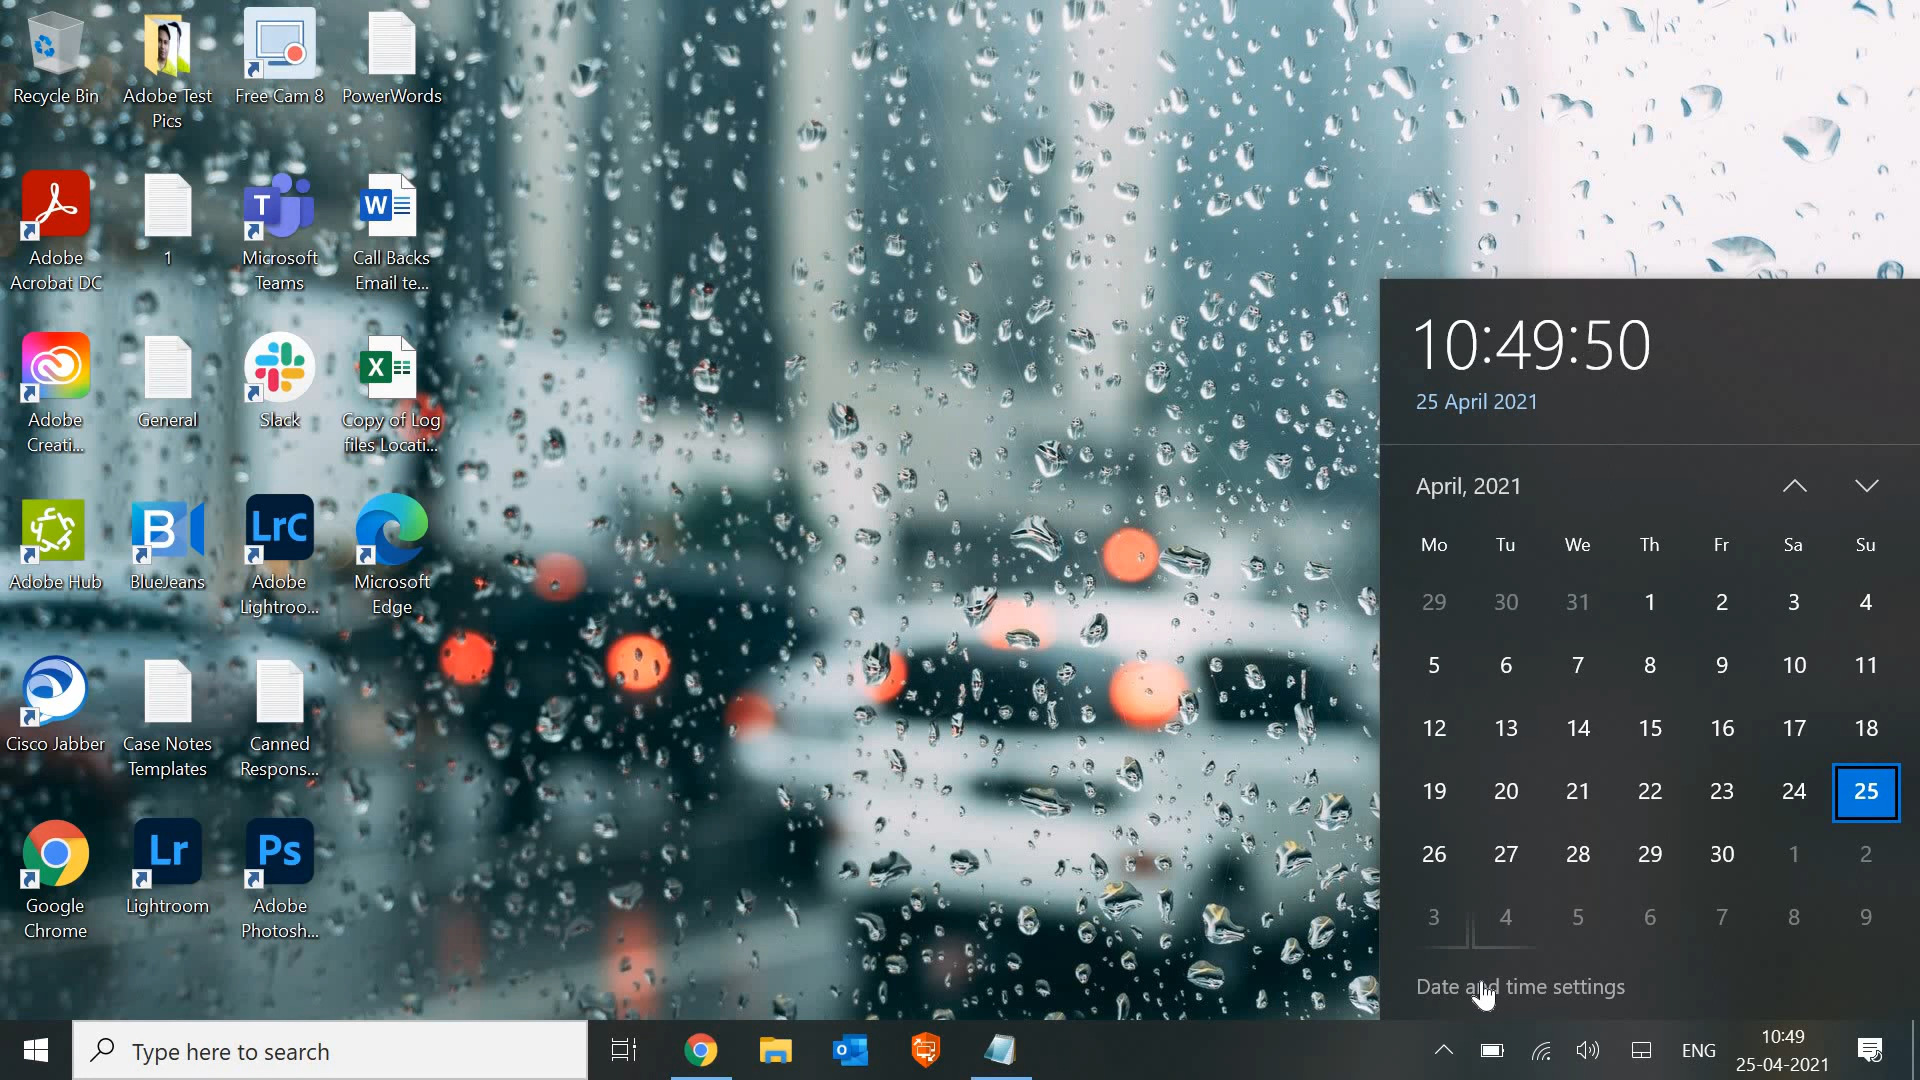 Recycle Bin
Adobe Test
Pics
Free Cam 8
PowerWords
Adobe
Acrobat DC
1
T
Microsoft
Teams
W
Call Backs
Email te...
Adobe
Creati...
General
Slack
X
Copy of Log
files Locati...
Adobe Hub
B
BlueJeans
LrC
Adobe
Lightroo...
Microsoft
Edge
Cisco Jabber
Case Notes
Templates
Canned
Respons...
Google
Chrome
Lr
Lightroom
Ps
Adobe
Photosh...
10:49:50
25 April 2021
April, 2021
Mo Tu We Th Fr Sa Su
29 30 31 1 2 3 4
5 6 7 8 9 10 11
12 13 14 15 16 17 18
19 20 21 22 23 24 25
26 27 28 29 30 1 2
3 4 5 6 7 8 9
Date and time settings
Type here to search
ENG
10:49
25-04-2021